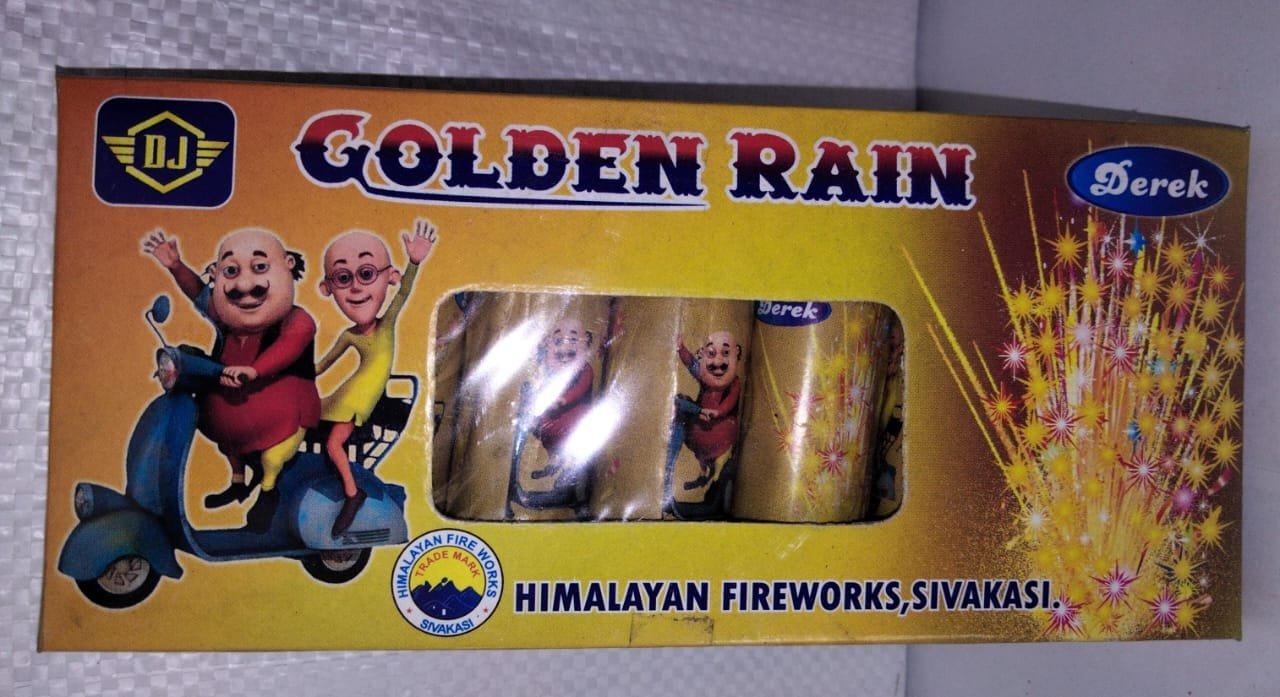 DJ
GOLDEN RAIN
Derek
Derek
HIMALAYAN FIRE WORKS
TRADE MARK
SIVAKASI
HIMALAYAN FIREWORKS,SIVAKASI.